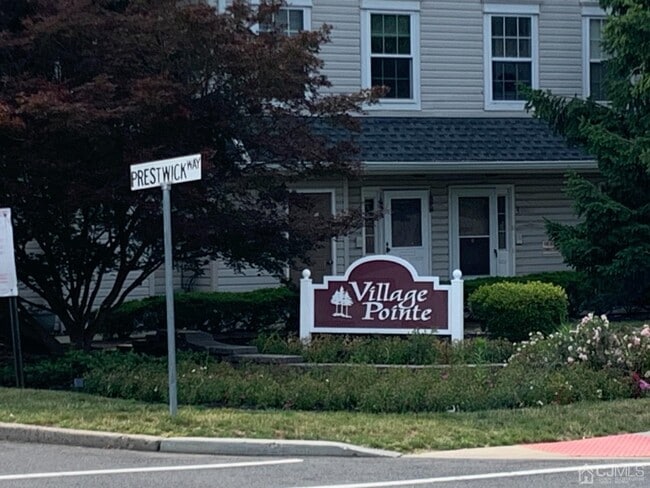 PRESTWICK WAY
Village
Pointe
CJMLS